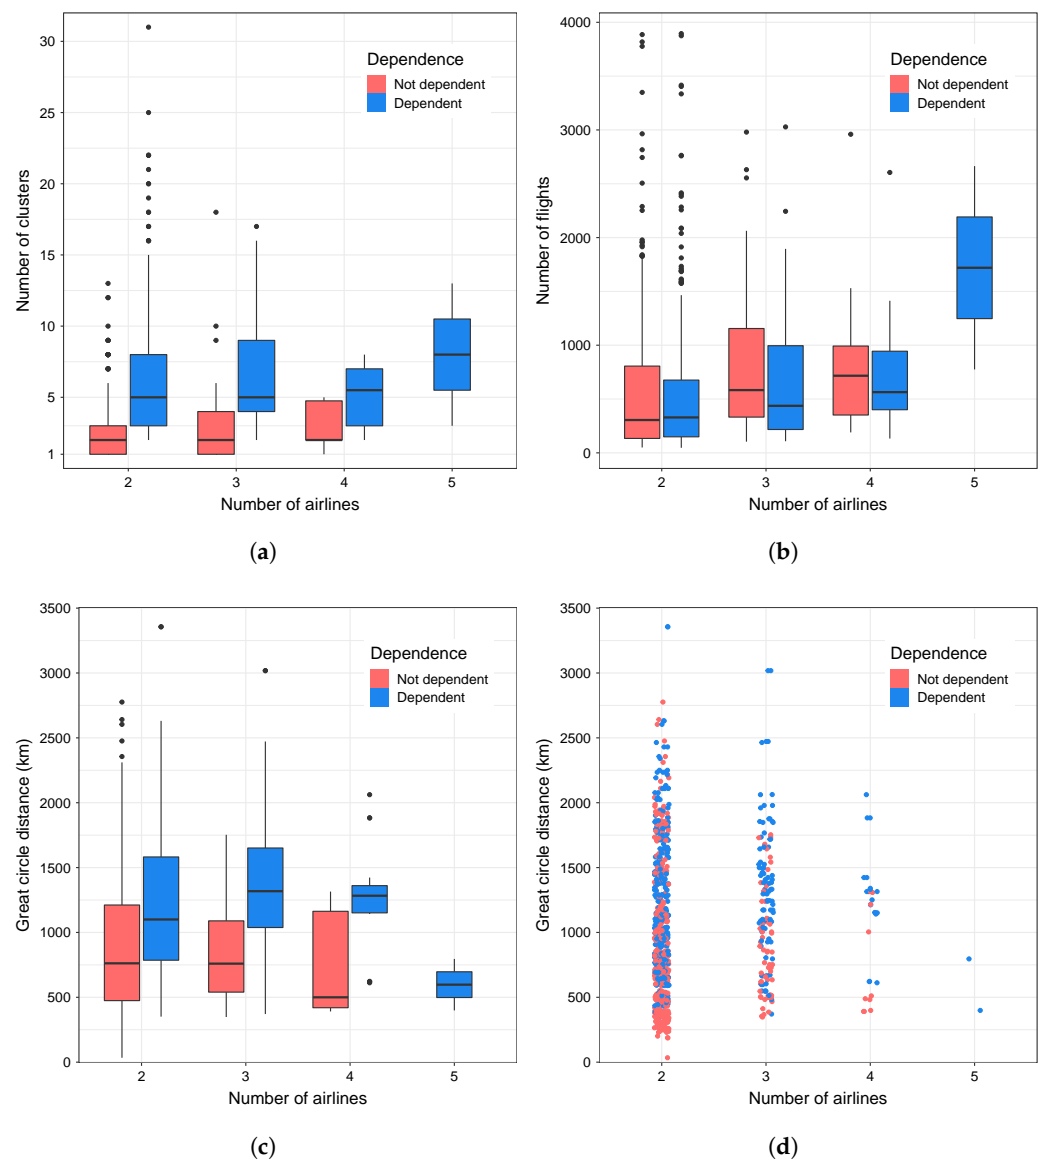 30
25
20
15
10
5
1
Number of clusters
Dependence
Not dependent
Dependent
2 3 4 5
Number of airlines
(a)
4000
3000
2000
1000
0
Number of flights
Dependence
Not dependent
Dependent
2 3 4 5
Number of airlines
(b)
3500
3000
2500
2000
1500
1000
500
0
Great circle distance (km)
Dependence
Not dependent
Dependent
2 3 4 5
Number of airlines
(c)
3500
3000
2500
2000
1500
1000
500
0
Great circle distance (km)
Dependence
Not dependent
Dependent
2 3 4 5
Number of airlines
(d)